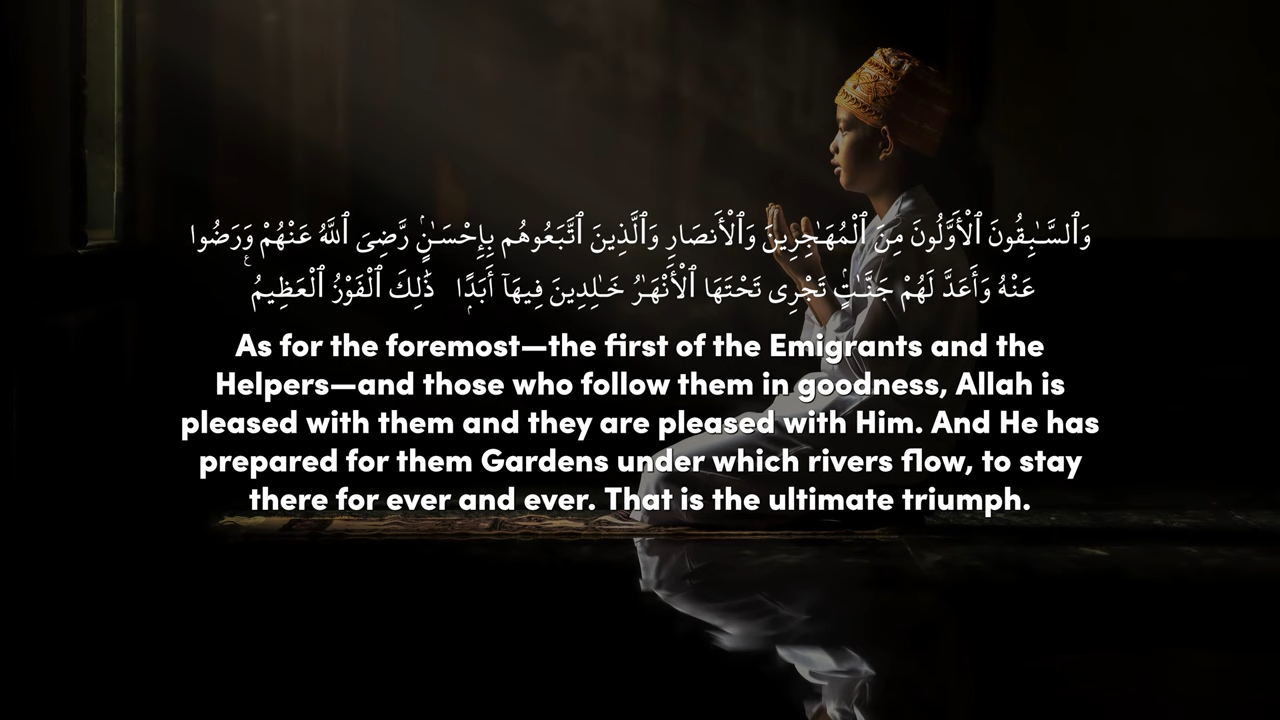 وَٱلسَّـٰبِقُونَ ٱلْأَوَّلُونَ مِنَ ٱلْمُهَـٰجِرِينَ وَٱلْأَنصَارِ وَٱلَّذِينَ ٱتَّبَعُوهُم بِإِحْسَـٰنٍۢ رَّضِىَ ٱللَّهُ عَنْهُمْ وَرَضُوا۟
عَنْهُ وَأَعَدَّ لَهُمْ جَنَّـٰتٍۢ تَجْرِى تَحْتَهَا ٱلْأَنْهَـٰرُ خَـٰلِدِينَ فِيهَآ أَبَدًۭا ذَٰلِكَ ٱلْفَوْزُ ٱلْعَظِيمُ
As for the foremost—the first of the Emigrants and the
Helpers—and those who follow them in goodness, Allah is
pleased with them and they are pleased with Him. And He has
prepared for them Gardens under which rivers flow, to stay
there for ever and ever. That is the ultimate triumph.